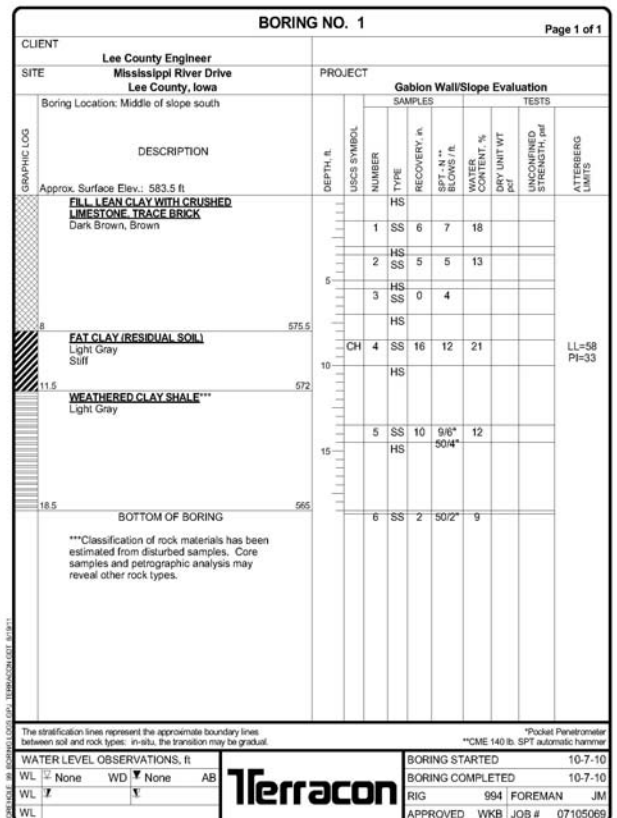 BORING NO. 1
Page 1 of 1
CLIENT
Lee County Engineer
SITE
Mississippi River Drive
Lee County, Iowa
PROJECT
Gabion Wall/Slope Evaluation
Boring Location: Middle of slope south
SAMPLES
TESTS
GRAPHIC LOG
DESCRIPTION
DEPTH, ft.
USCS SYMBOL
NUMBER
TYPE
RECOVERY, in.
SPT - N **
BLOWS / ft.
WATER
CONTENT, %
DRY UNIT WT
pcf
UNCONFINED
STRENGTH, psf
ATTERBERG
LIMITS
Approx. Surface Elev.: 583.5 ft
FILL, LEAN CLAY WITH CRUSHED
LIMESTONE, TRACE BRICK
Dark Brown, Brown
HS
1 SS 6 7 18
HS
2 SS 5 5 13
5
HS
3 SS 0 4
HS
8 575.5
FAT CLAY (RESIDUAL SOIL)
Light Gray
Stiff
CH 4 SS 16 12 21
LL=58
PI=33
10
HS
11.5 572
WEATHERED CLAY SHALE***
Light Gray
5 SS 10 9/6" 12
50/4"
15
HS
18.5 565
BOTTOM OF BORING
6 SS 2 50/2" 9
***Classification of rock materials has been
estimated from disturbed samples. Core
samples and petrographic analysis may
reveal other rock types.
The stratification lines represent the approximate boundary lines
between soil and rock types: in-situ, the transition may be gradual.
*Pocket Penetrometer
**CME 140 lb. SPT automatic hammer
WATER LEVEL OBSERVATIONS, ft
WL None WD None AB
WL
WL
Terracon
BORING STARTED 10-7-10
BORING COMPLETED 10-7-10
RIG 994 FOREMAN JM
APPROVED WKB JOB # 07105069